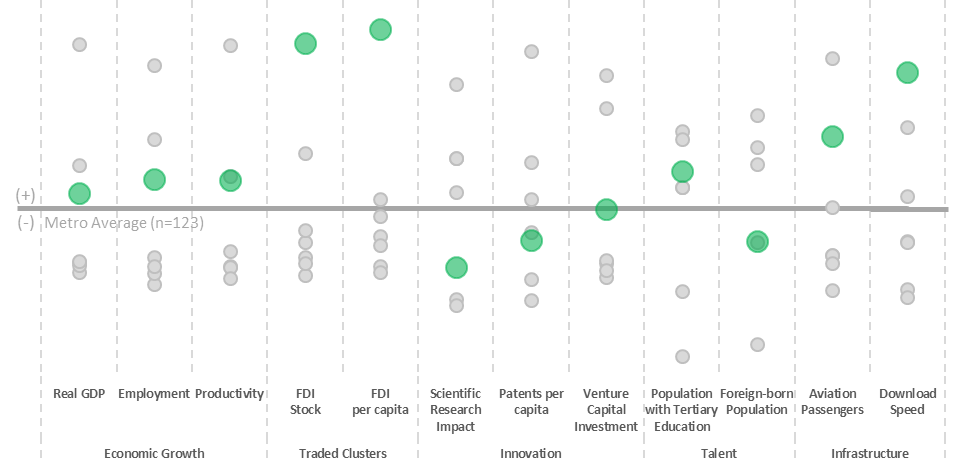 (+)
(-) Metro Average (n=123)
Real GDP Employment Productivity FDI FDI Scientific Patents per Venture Population Foreign-born Aviation Download
Stock per capita Research capita Capital with Tertiary Population Passengers Speed
Impact Investment Education
Economic Growth Traded Clusters Innovation Talent Infrastructure